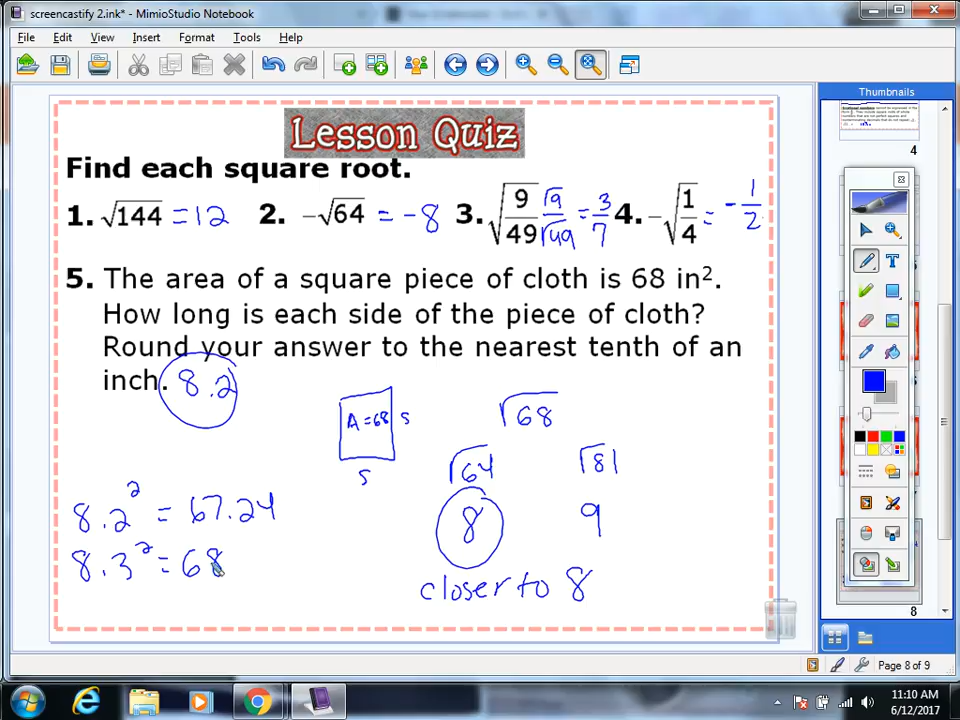 screencastify 2.ink* - MimioStudio Notebook
File Edit View Insert Format Tools Help
Lesson Quiz
Find each square root.
1. √144 = 12 2. -√64 = -8 3. √9/49 √9/√49 = 3/7 4. -√1/4 = -1/2
5. The area of a square piece of cloth is 68 in².
How long is each side of the piece of cloth?
Round your answer to the nearest tenth of an
inch. 8.2
A=68 s
s
√68
√64 √81
8 9
closer to 8
8.2² = 67.24
8.3² = 68
Thumbnails
4
8
Page 8 of 9
11:10 AM
6/12/2017